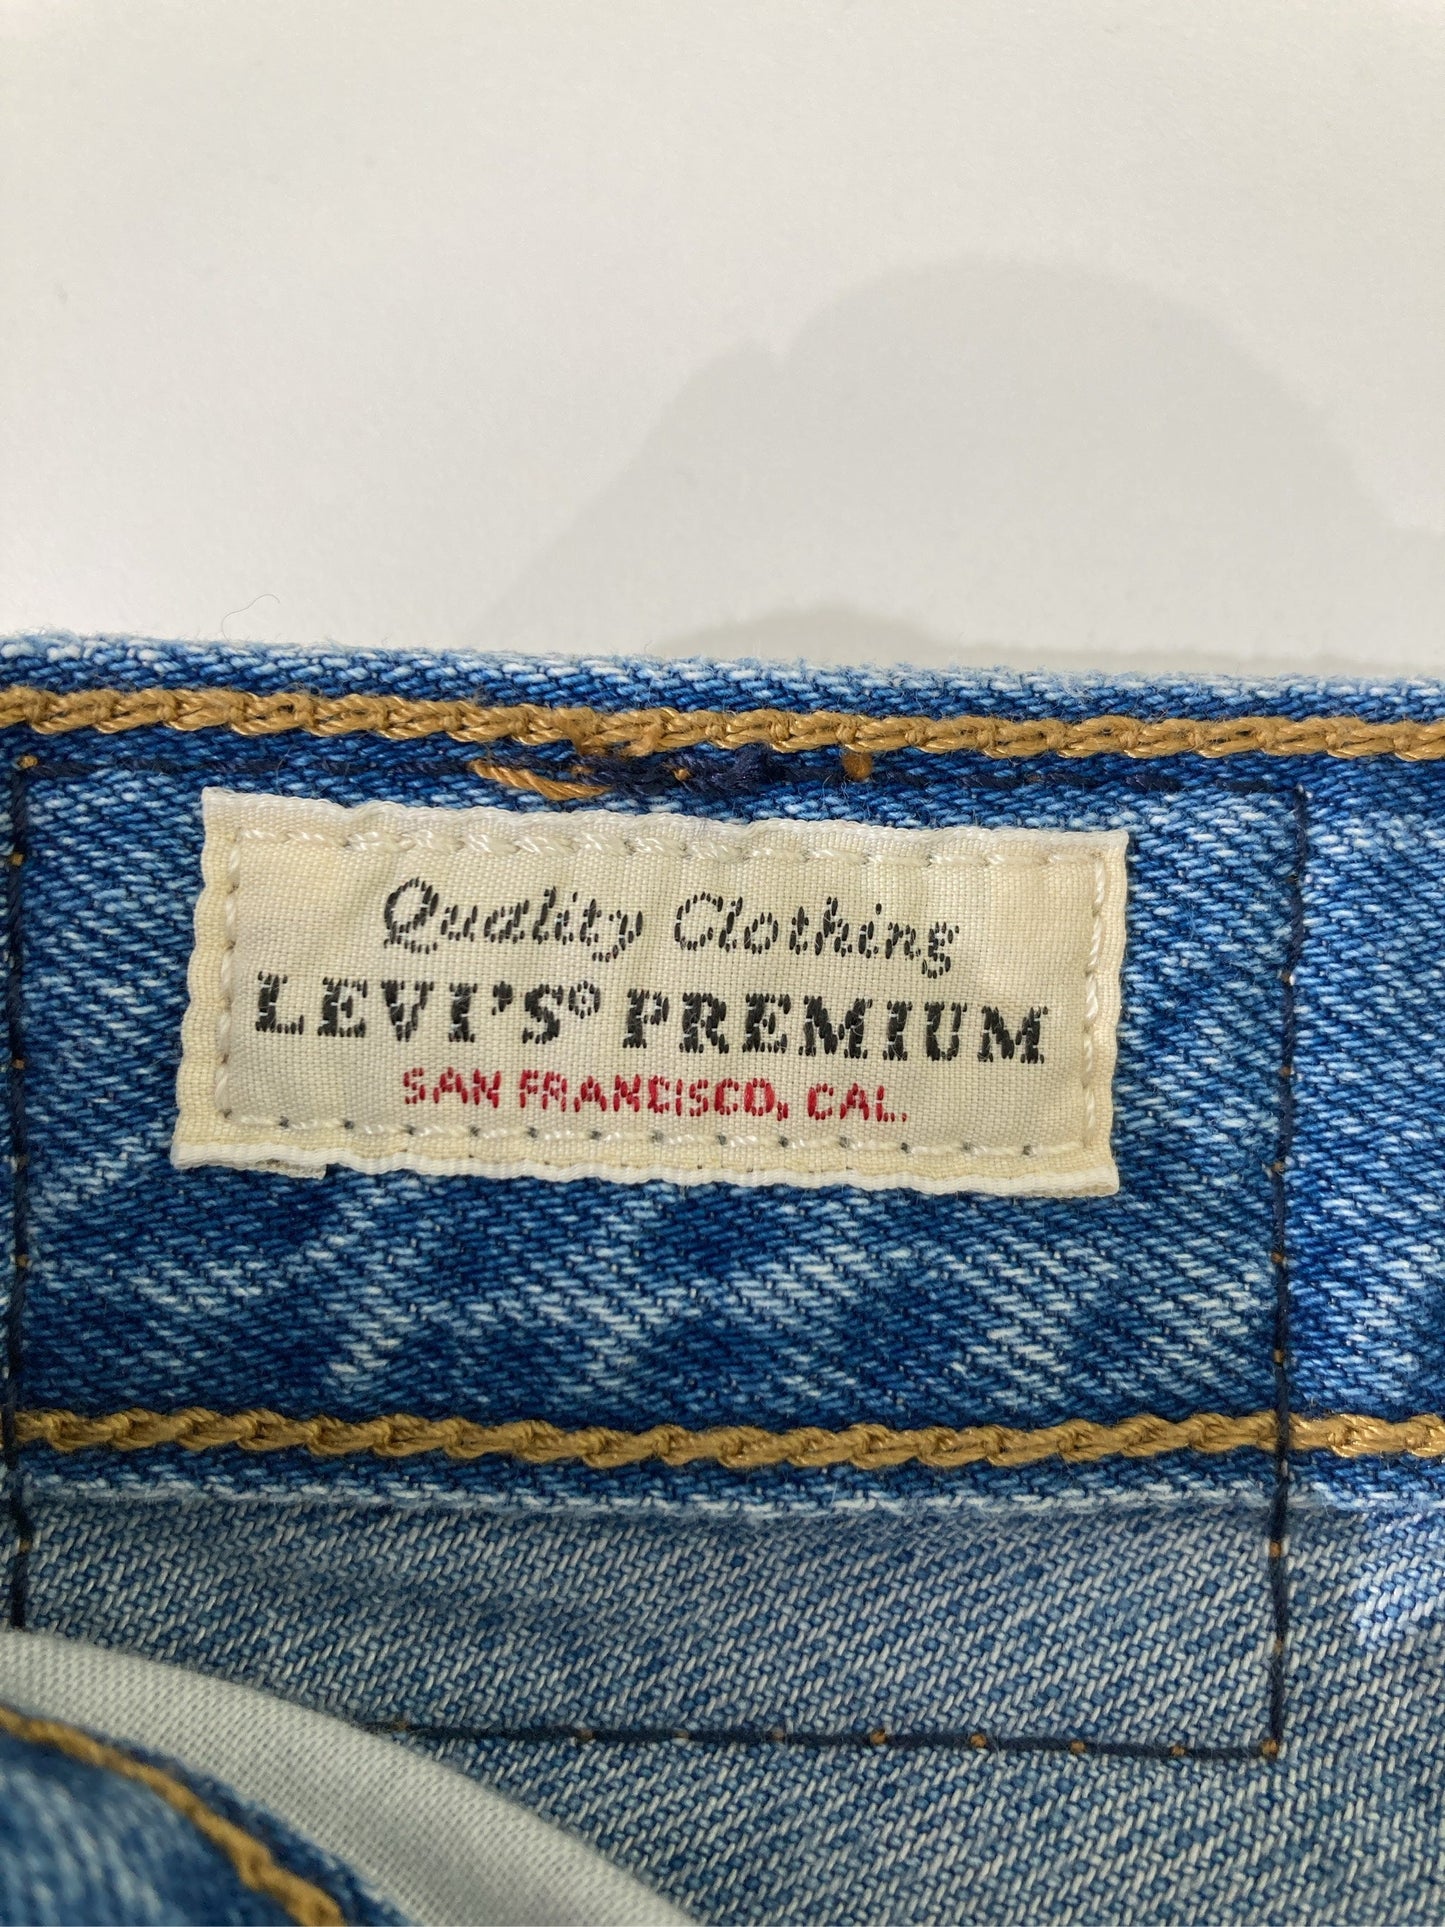 Quality Clothing
LEVI'S® PREMIUM
SAN FRANCISCO, CAL.